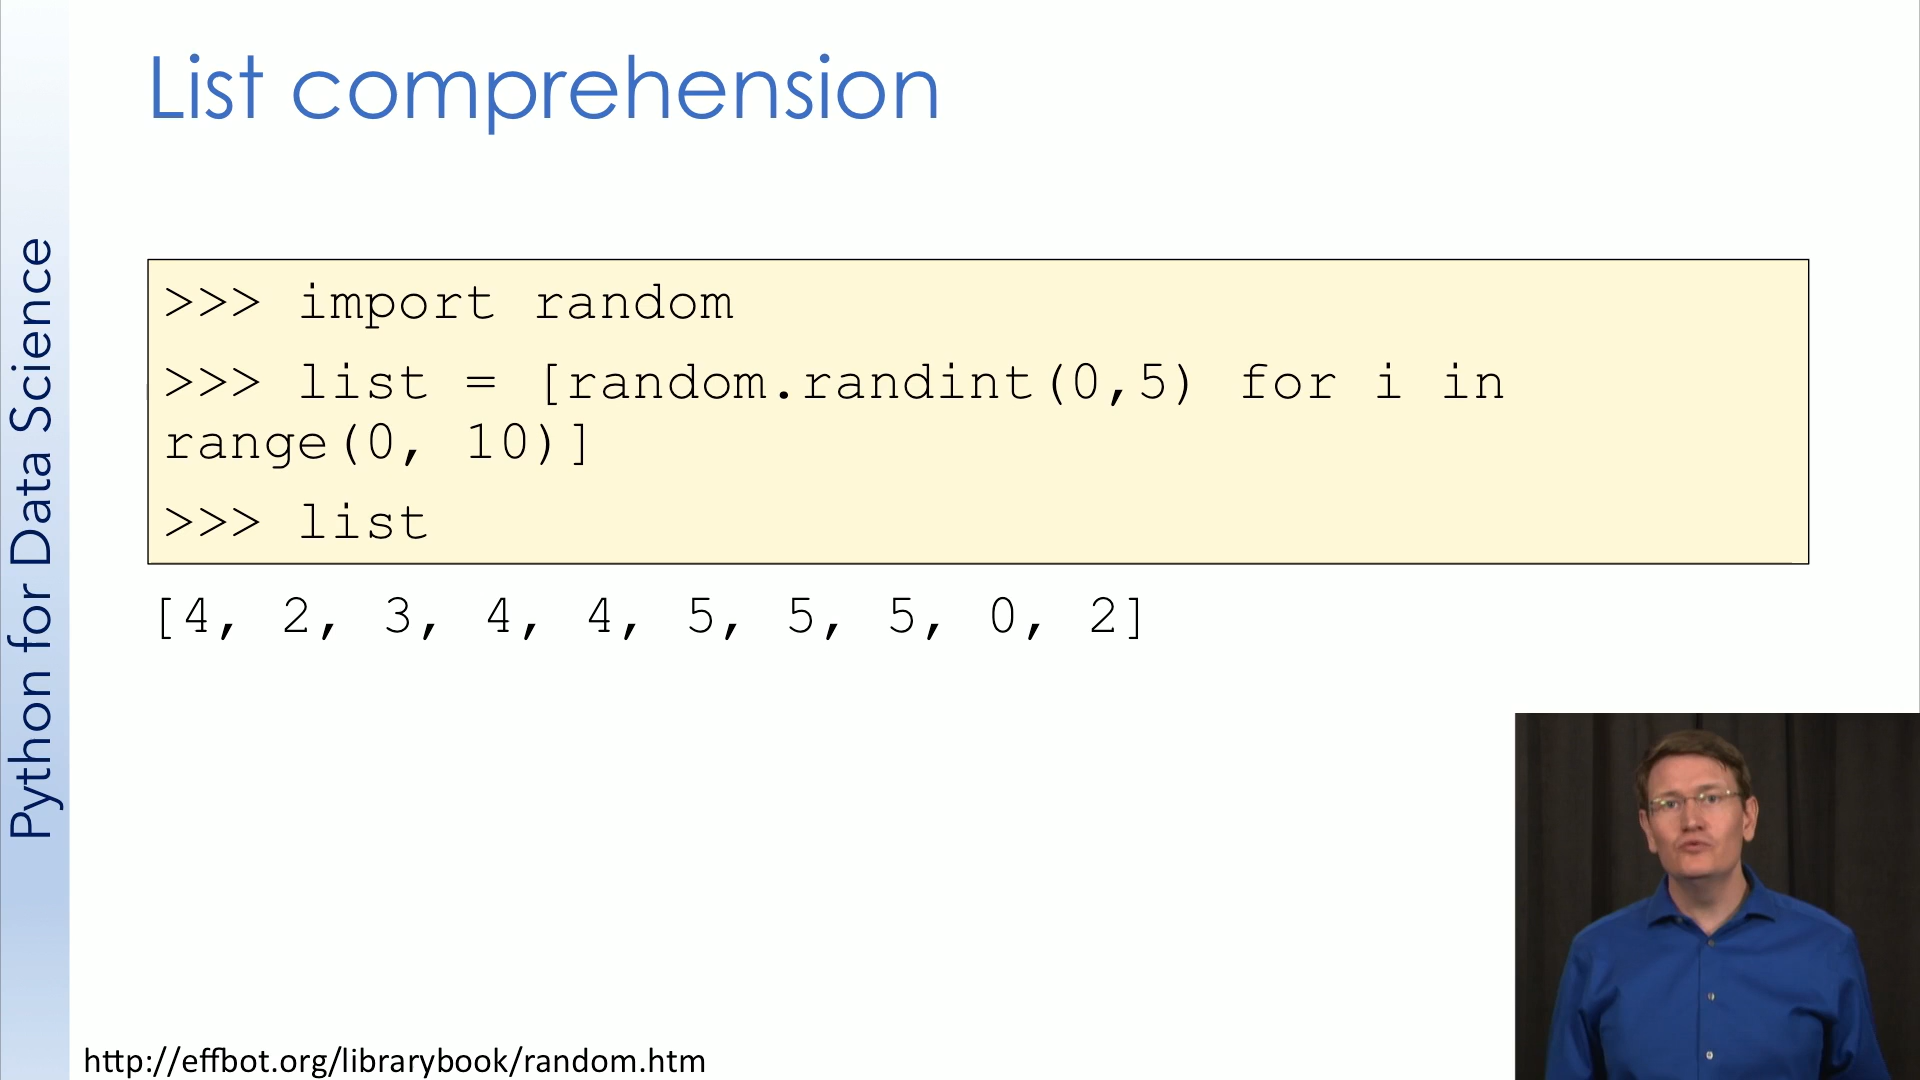 List comprehension
Python for Data Science
>>> import random
>>> list = [random.randint(0,5) for i in
range(0, 10)]
>>> list
[4, 2, 3, 4, 4, 5, 5, 5, 0, 2]
http://effbot.org/librarybook/random.htm